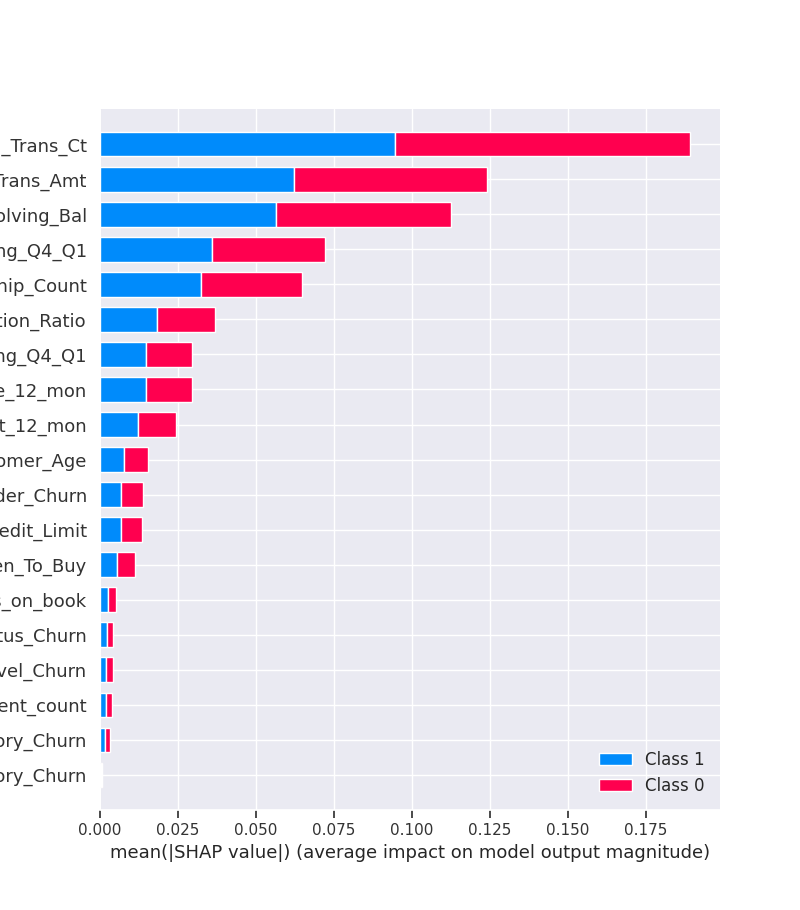 _Trans_Ct
Trans_Amt
olving_Bal
ng_Q4_Q1
hip_Count
tion_Ratio
ng_Q4_Q1
e_12_mon
t_12_mon
omer_Age
der_Churn
edit_Limit
en_To_Buy
s_on_book
tus_Churn
vel_Churn
ent_count
ory_Churn
ory_Churn
Class 1
Class 0
0.000 0.025 0.050 0.075 0.100 0.125 0.150 0.175
mean(|SHAP value|) (average impact on model output magnitude)